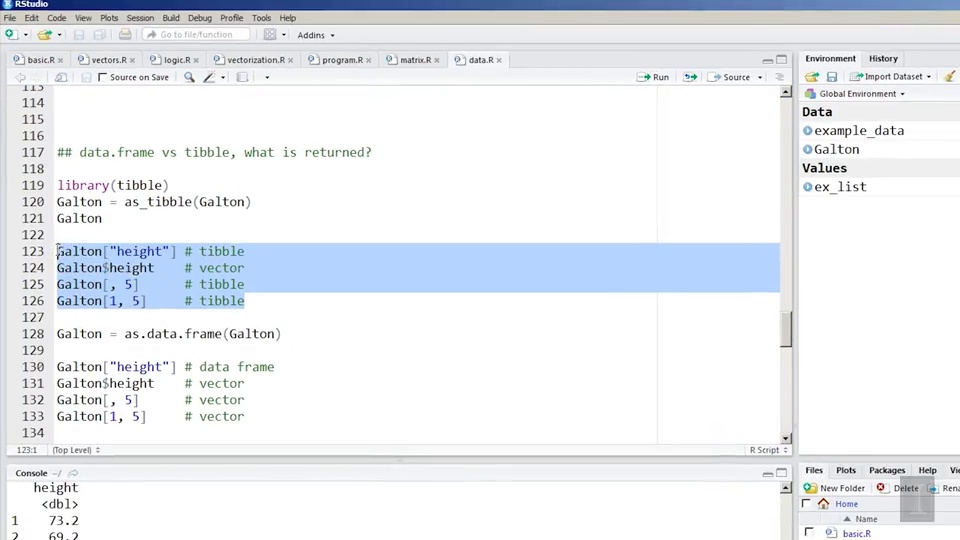 RStudio
File Edit Code View Plots Session Build Debug Profile Tools Help
Go to file/function Addins
basic.R vectors.R logic.R vectorization.R program.R matrix.R data.R
Source on Save Run Source
113
114
115
116
117 ## data.frame vs tibble, what is returned?
118
119 library(tibble)
120 Galton = as_tibble(Galton)
121 Galton
122
123 Galton["height"] # tibble
124 Galton$height # vector
125 Galton[, 5] # tibble
126 Galton[1, 5] # tibble
127
128 Galton = as.data.frame(Galton)
129
130 Galton["height"] # data frame
131 Galton$height # vector
132 Galton[, 5] # vector
133 Galton[1, 5] # vector
134
123:1 (Top Level) R Script
Console ~/
height
<dbl>
1 73.2
2 69.2
Environment History
Import Dataset
Global Environment
Data
example_data
Galton
Values
ex_list
Files Plots Packages Help
New Folder Delete
Home
Name
basic.R